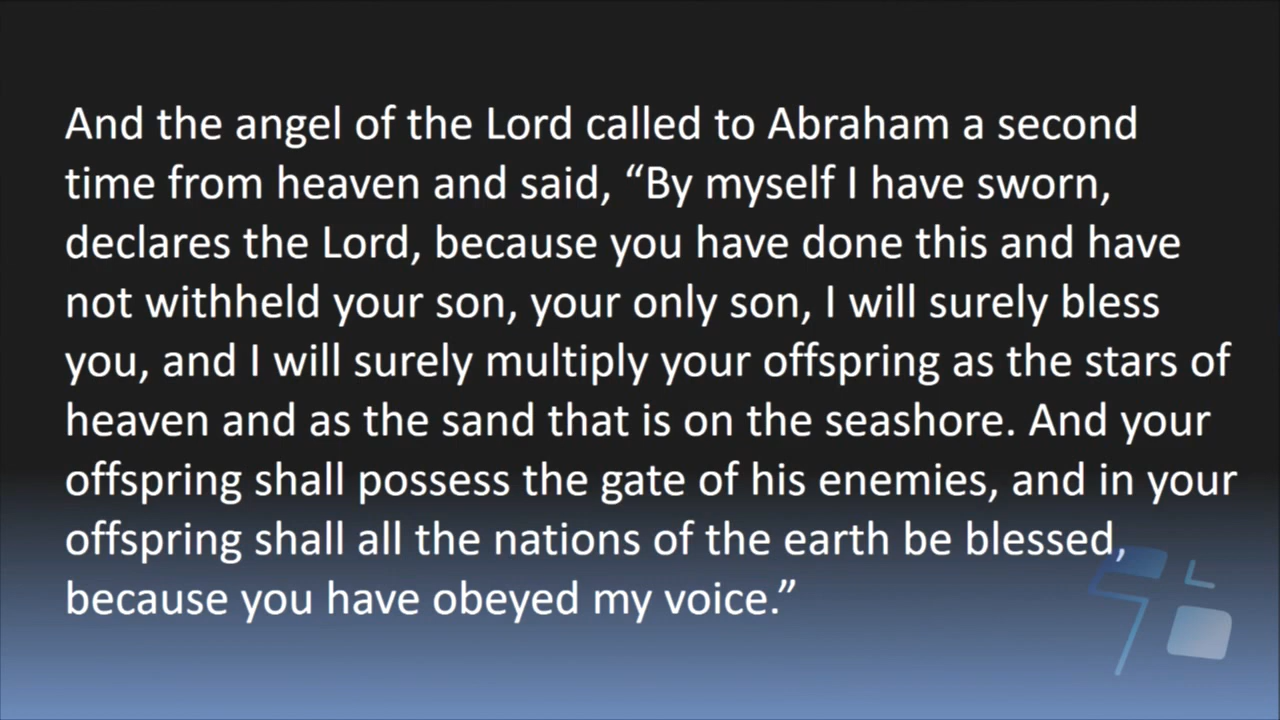 And the angel of the Lord called to Abraham a second
time from heaven and said, “By myself I have sworn,
declares the Lord, because you have done this and have
not withheld your son, your only son, I will surely bless
you, and I will surely multiply your offspring as the stars of
heaven and as the sand that is on the seashore. And your
offspring shall possess the gate of his enemies, and in your
offspring shall all the nations of the earth be blessed,
because you have obeyed my voice.”